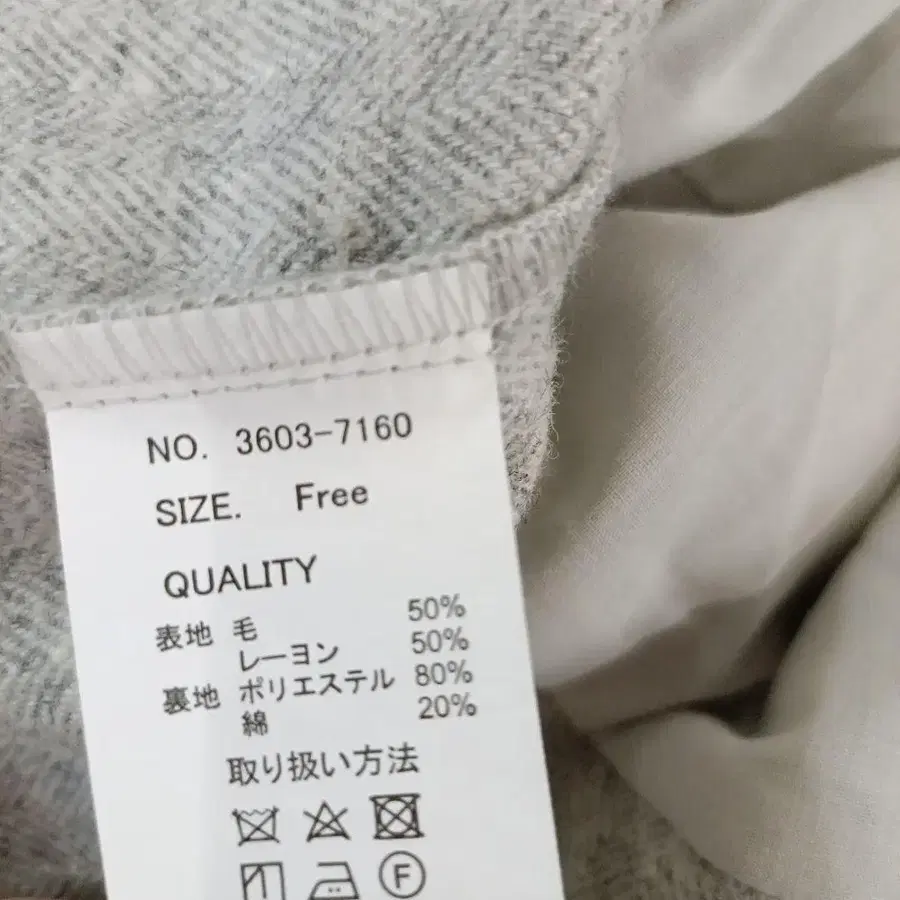 NO. 3603-7160
SIZE. Free
QUALITY
表地 毛 50%
レーヨン 50%
裏地 ポリエステル 80%
綿 20%
取り扱い方法
F